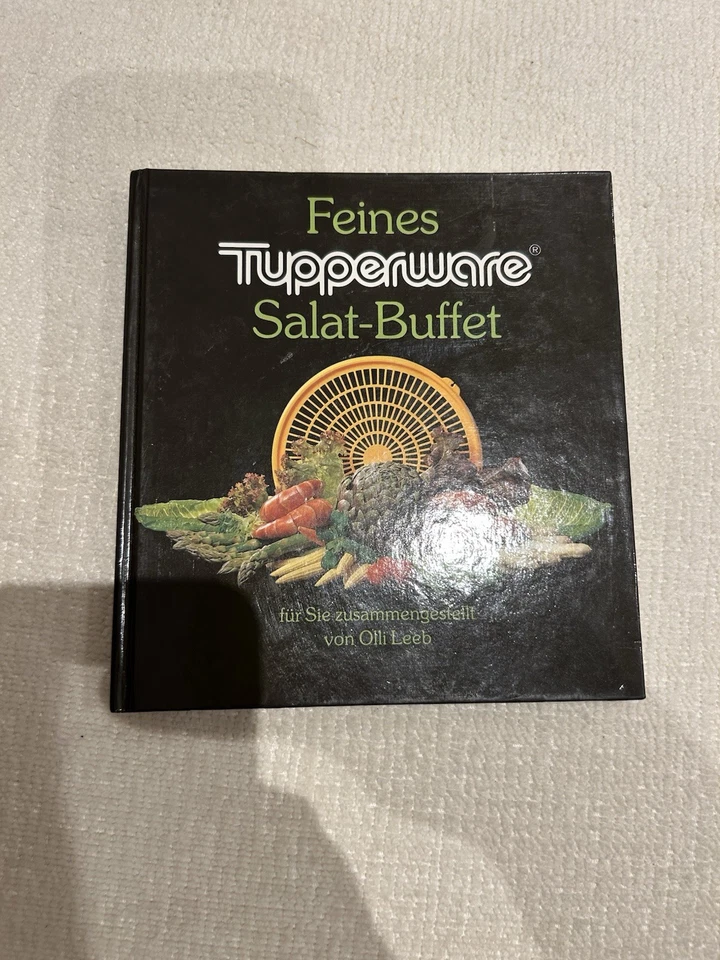 Feines
Tupperware®
Salat-Buffet
für Sie zusammengestellt
von Olli Leeb